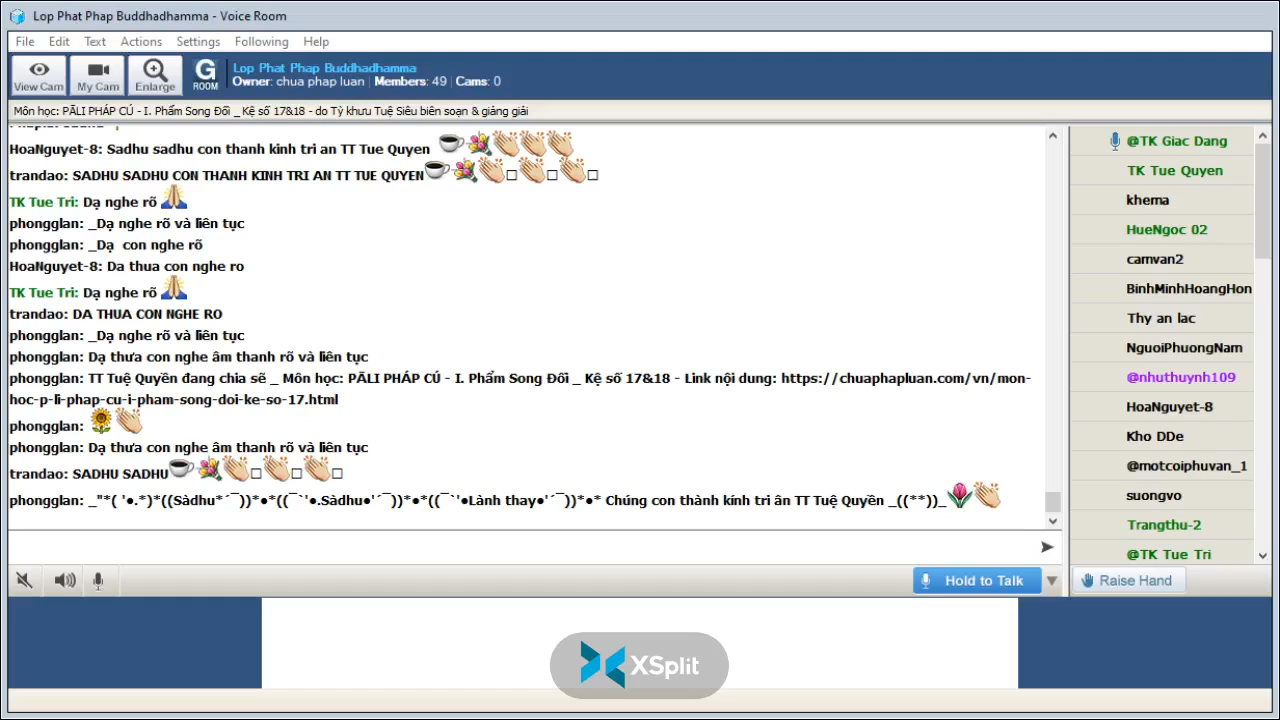 Lop Phat Phap Buddhadhamma - Voice Room
File Edit Text Actions Settings Following Help
View Cam My Cam Enlarge G ROOM
Lop Phat Phap Buddhadhamma
Owner: chua phap luan | Members: 49 | Cams: 0
Môn học: PĀLI PHÁP CÚ - I. Phẩm Song Đối _ Kệ số 17&18 - do Tỳ khưu Tuệ Siêu biên soạn & giảng giải
HoaNguyet-8: Sadhu sadhu con thanh kinh tri an TT Tue Quyen
trandao: SADHU SADHU CON THANH KINH TRI AN TT TUE QUYEN
TK Tue Tri: Dạ nghe rõ
phongglan: _Dạ nghe rõ và liên tục
phongglan: _Dạ  con nghe rõ
HoaNguyet-8: Da thua con nghe ro
TK Tue Tri: Dạ nghe rõ
trandao: DA THUA CON NGHE RO
phongglan: _Dạ nghe rõ và liên tục
phongglan: Dạ thưa con nghe âm thanh rõ và liên tục
phongglan: TT Tuệ Quyền đang chia sẽ _ Môn học: PĀLI PHÁP CÚ - I. Phẩm Song Đối _ Kệ số 17&18 - Link nội dung: https://chuaphapluan.com/vn/mon-
hoc-p-li-phap-cu-i-pham-song-doi-ke-so-17.html
phongglan:
phongglan: Dạ thưa con nghe âm thanh rõ và liên tục
trandao: SADHU SADHU
phongglan: _"*( '●.*)*((Sàdhu*´¯))*●*((¯`'●.Sàdhu●'´¯))*●*((¯`'●Lành thay●'´¯))*●* Chúng con thành kính tri ân TT Tuệ Quyền _((**))_
@TK Giac Dang
TK Tue Quyen
khema
HueNgoc 02
camvan2
BinhMinhHoangHon
Thy an lac
NguoiPhuongNam
@nhuthuynh109
HoaNguyet-8
Kho DDe
@motcoiphuvan_1
suongvo
Trangthu-2
@TK Tue Tri
Hold to Talk
Raise Hand
XSplit